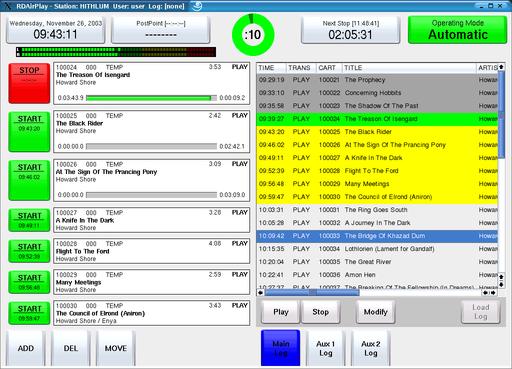 RDAirPlay - Station: HITHLUM User: user Log: [none]
Wednesday, November 26, 2003
09:43:11
PostPoint [--:--:--]
--------
:10
Next Stop [11:48:41]
02:05:31
Operating Mode
Automatic
STOP
--:--:--
100024 000 TEMP 3:53 PLAY
The Treason Of Isengard
Howard Shore
0:03:43.9 0:00:09.2
START
09:43:20
100025 000 TEMP 2:42 PLAY
The Black Rider
Howard Shore
0:00:00.0 0:02:42.1
START
09:46:02
100026 000 TEMP 3:09 PLAY
At The Sign Of The Prancing Pony
Howard Shore
0:00:00.0 0:03:09.0
START
09:49:11
100027 000 TEMP 3:28 PLAY
A Knife In The Dark
Howard Shore
START
09:52:39
100028 000 TEMP 4:08 PLAY
Flight To The Ford
Howard Shore
START
09:56:48
100029 000 TEMP 2:59 PLAY
Many Meetings
Howard Shore
START
09:59:47
100030 000 TEMP 3:43 PLAY
The Council of Elrond (Aniron)
Howard Shore / Enya
TIME TRANS CART TITLE ARTIS
09:29:19 PLAY 100021 The Prophecy Howar
09:33:10 PLAY 100022 Concerning Hobbits Howar
09:35:58 PLAY 100023 The Shadow Of The Past Howar
09:39:27 PLAY 100024 The Treason Of Isengard Howar
09:43:20 PLAY 100025 The Black Rider Howar
09:46:02 PLAY 100026 At The Sign Of The Prancing Pony Howar
09:49:11 PLAY 100027 A Knife In The Dark Howar
09:52:39 PLAY 100028 Flight To The Ford Howar
09:56:48 PLAY 100029 Many Meetings Howar
09:59:47 PLAY 100030 The Council of Elrond (Aniron) Howar
10:03:31 PLAY 100031 The Ring Goes South Howar
10:05:28 PLAY 100032 A Journey In The Dark Howar
10:09:42 PLAY 100033 The Bridge Of Khazad Dum Howar
10:15:35 PLAY 100034 Lothlorien (Lament for Gandalf) Howar
10:20:04 PLAY 100035 The Great River Howar
10:22:41 PLAY 100036 Amon Hen Howar
10:27:37 PLAY 100037 The Breaking Of The Fellowship (In Dreams) Howar
Play
Stop
Modify
Load
Log
ADD
DEL
MOVE
Main
Log
Aux 1
Log
Aux 2
Log